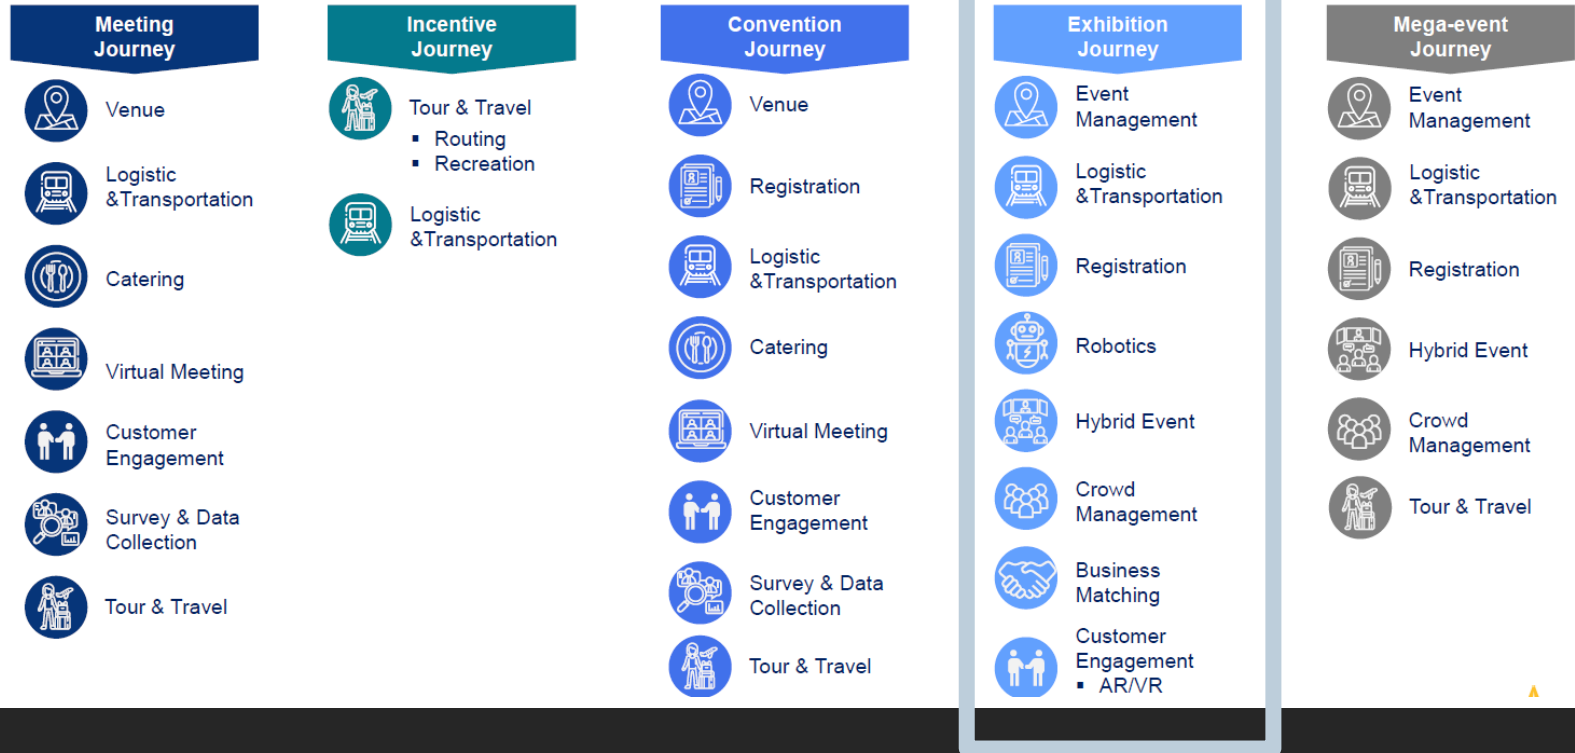 Meeting
Journey
Venue
Logistic
&Transportation
Catering
Virtual Meeting
Customer
Engagement
Survey & Data
Collection
Tour & Travel
Incentive
Journey
Tour & Travel
▪ Routing
▪ Recreation
Logistic
&Transportation
Convention
Journey
Venue
Registration
Logistic
&Transportation
Catering
Virtual Meeting
Customer
Engagement
Survey & Data
Collection
Tour & Travel
Exhibition
Journey
Event
Management
Logistic
&Transportation
Registration
Robotics
Hybrid Event
Crowd
Management
Business
Matching
Customer
Engagement
▪ AR/VR
Mega-event
Journey
Event
Management
Logistic
&Transportation
Registration
Hybrid Event
Crowd
Management
Tour & Travel